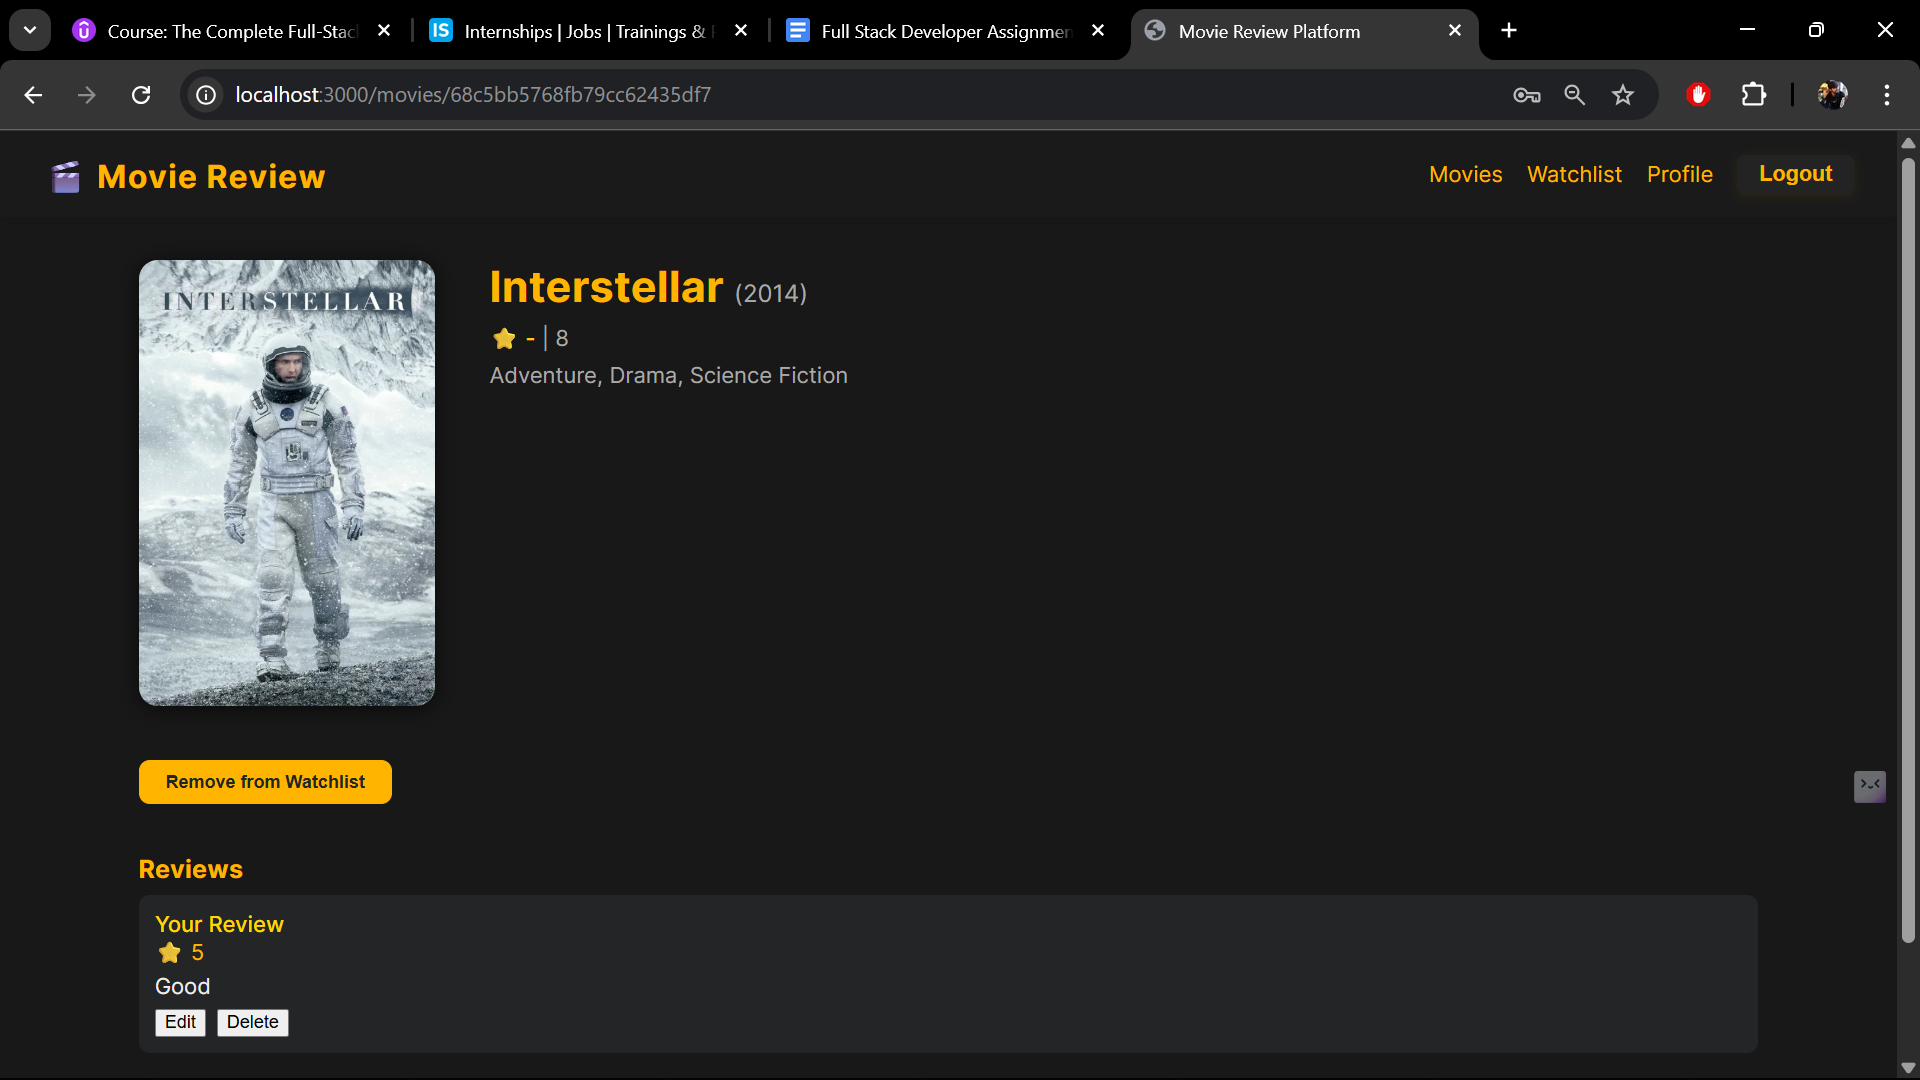 Course: The Complete Full-Stac
Internships | Jobs | Trainings &
Full Stack Developer Assignmen
Movie Review Platform
localhost:3000/movies/68c5bb5768fb79cc62435df7
Movie Review
Movies
Watchlist
Profile
Logout
INTERSTELLAR
Interstellar (2014)
- | 8
Adventure, Drama, Science Fiction
Remove from Watchlist
Reviews
Your Review
5
Good
Edit
Delete